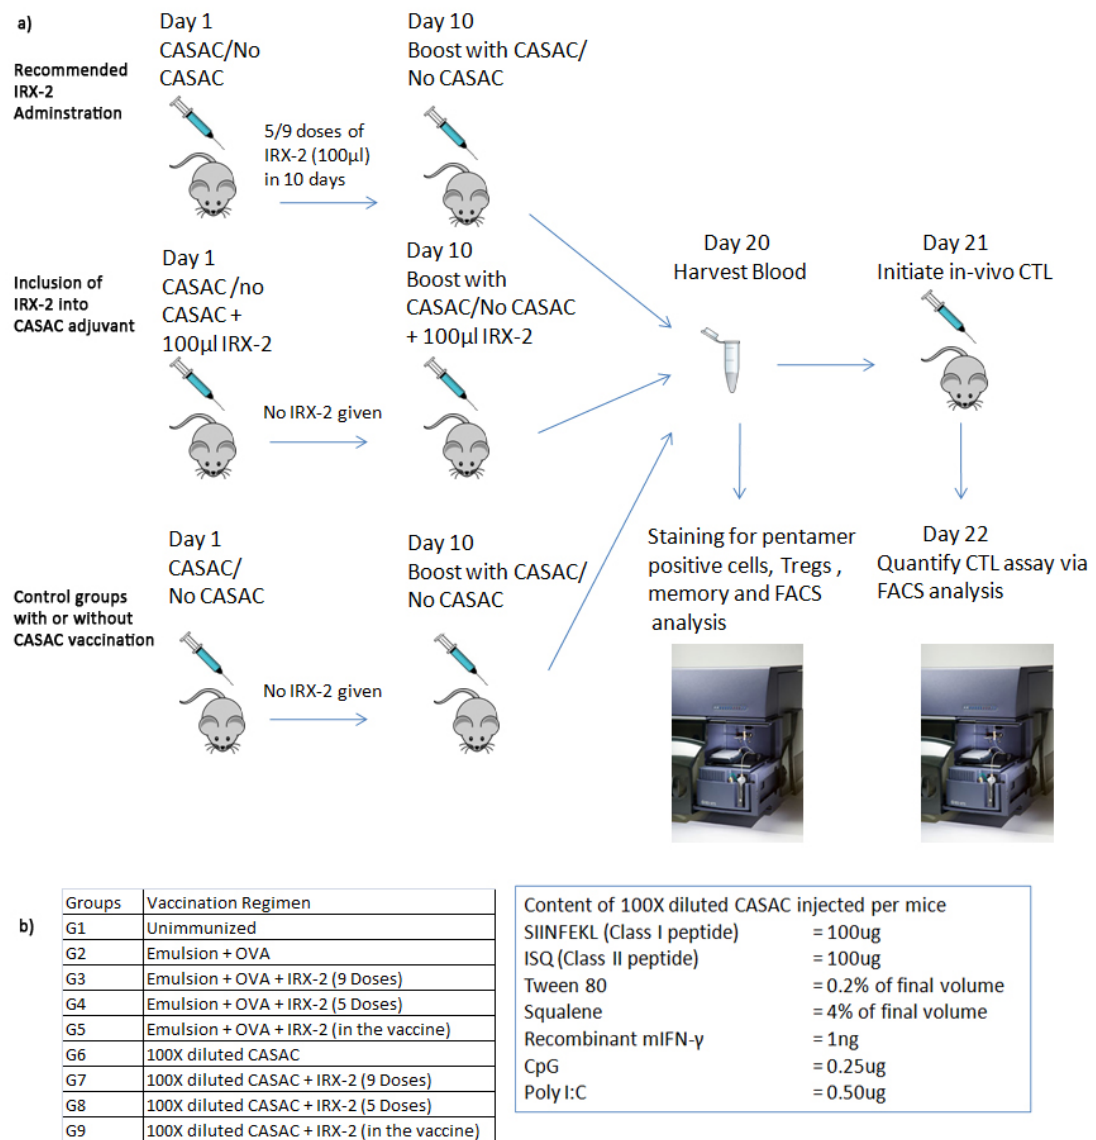 a)
Recommended
IRX-2
Adminstration
Day 1
CASAC/No
CASAC
5/9 doses of
IRX-2 (100µl)
in 10 days
Day 10
Boost with CASAC/
No CASAC
Inclusion of
IRX-2 into
CASAC adjuvant
Day 1
CASAC /no
CASAC +
100µl IRX-2
No IRX-2 given
Day 10
Boost with
CASAC/No CASAC
+ 100µl IRX-2
Day 20
Harvest Blood
Day 21
Initiate in-vivo CTL
Control groups
with or without
CASAC vaccination
Day 1
CASAC/
No CASAC
No IRX-2 given
Day 10
Boost with CASAC/
No CASAC
Staining for pentamer
positive cells, Tregs ,
memory and FACS
analysis
Day 22
Quantify CTL assay via
FACS analysis
b)
Groups Vaccination Regimen
G1 Unimmunized
G2 Emulsion + OVA
G3 Emulsion + OVA + IRX-2 (9 Doses)
G4 Emulsion + OVA + IRX-2 (5 Doses)
G5 Emulsion + OVA + IRX-2 (in the vaccine)
G6 100X diluted CASAC
G7 100X diluted CASAC + IRX-2 (9 Doses)
G8 100X diluted CASAC + IRX-2 (5 Doses)
G9 100X diluted CASAC + IRX-2 (in the vaccine)
Content of 100X diluted CASAC injected per mice
SIINFEKL (Class I peptide) = 100ug
ISQ (Class II peptide) = 100ug
Tween 80 = 0.2% of final volume
Squalene = 4% of final volume
Recombinant mIFN-γ = 1ng
CpG = 0.25ug
Poly I:C = 0.50ug